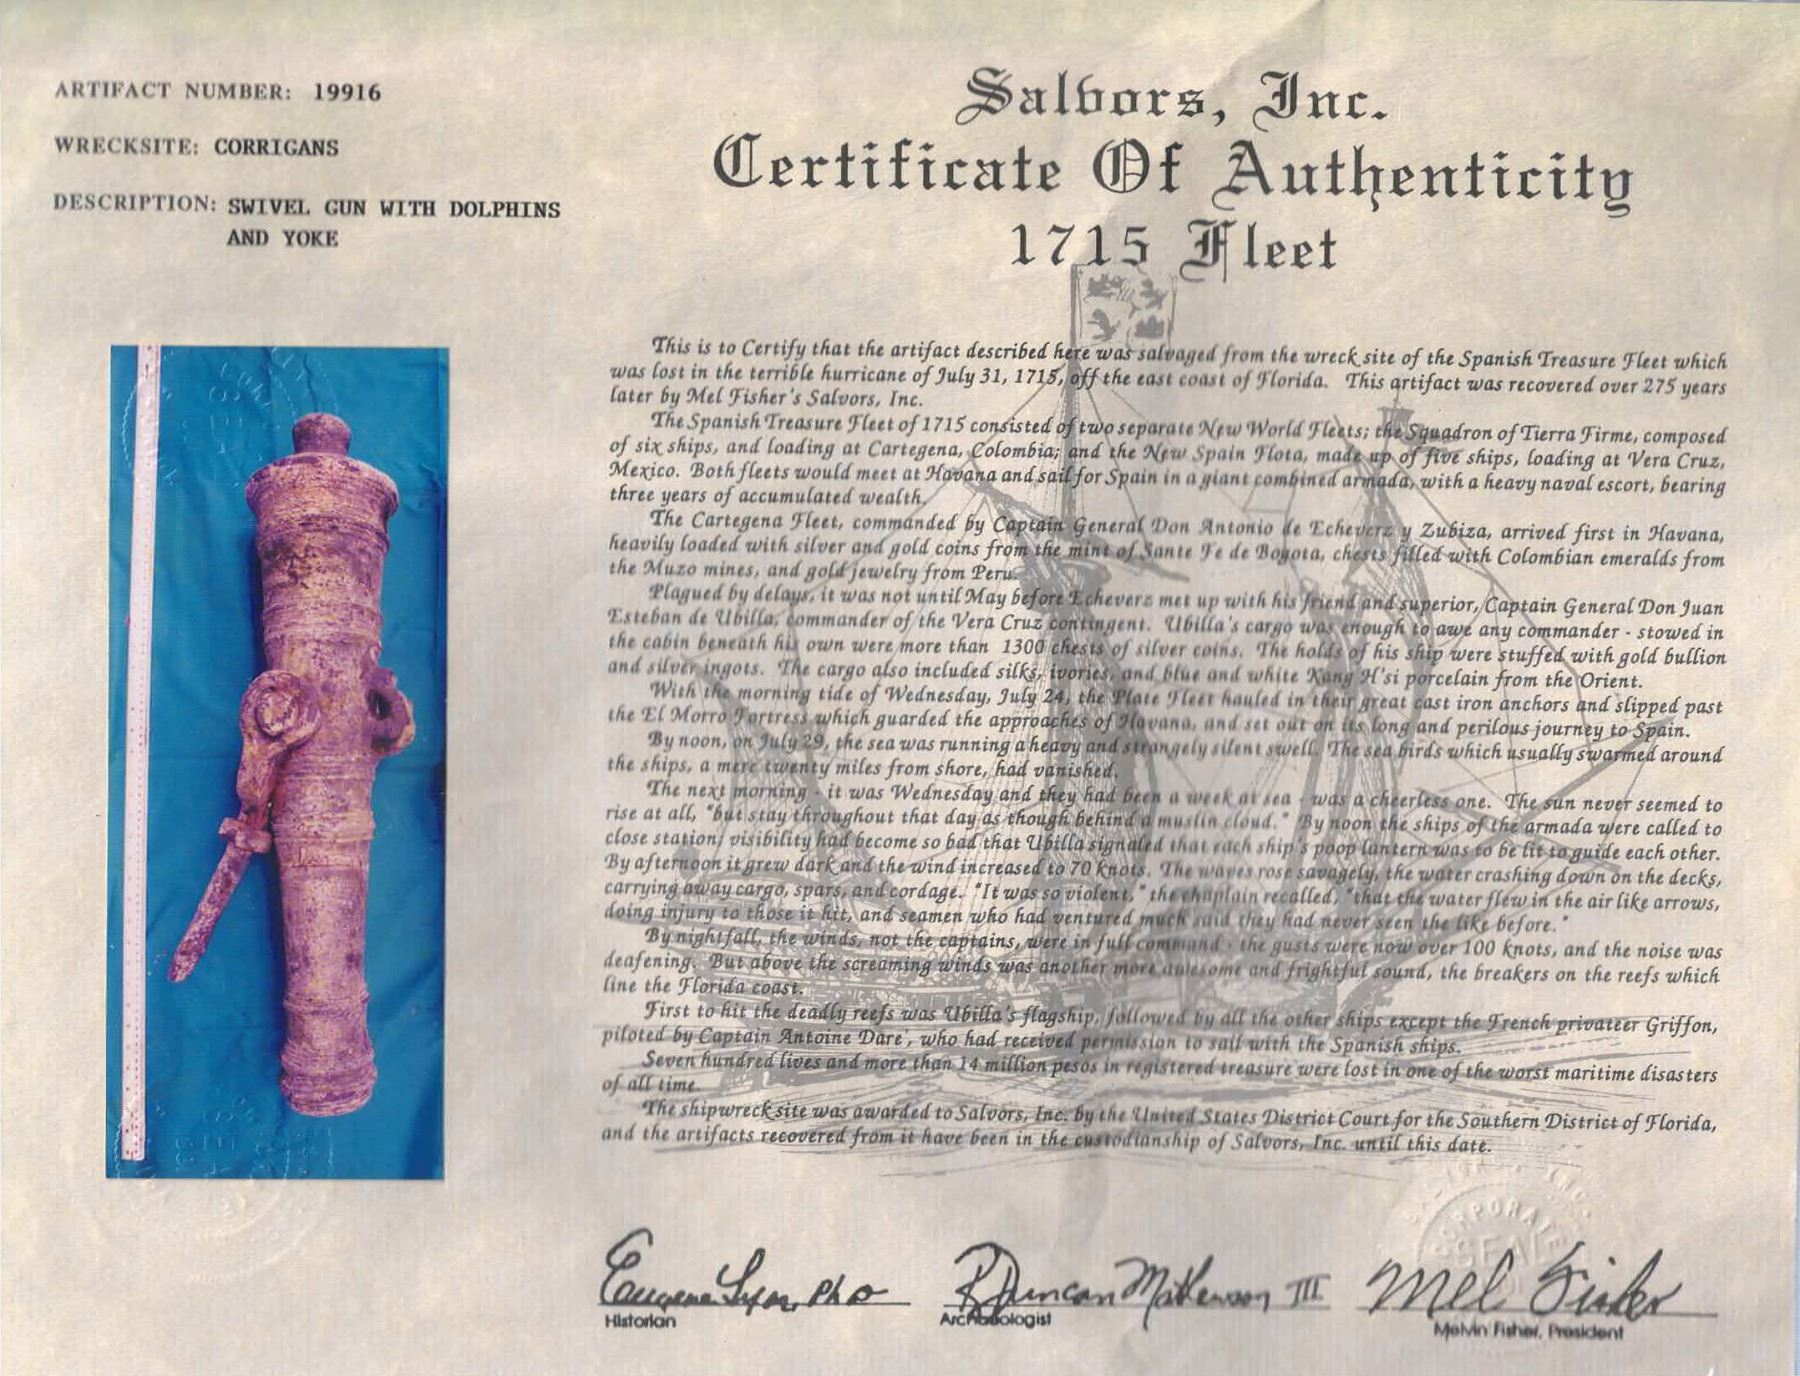 ARTIFACT NUMBER: 19916
WRECKSITE: CORRIGANS
DESCRIPTION: SWIVEL GUN WITH DOLPHINS
AND YOKE
Salvors, Inc.
Certificate Of Authenticity
1715 Fleet
This is to Certify that the artifact described here was salvaged from the wreck site of the Spanish Treasure Fleet which
was lost in the terrible hurricane of July 31, 1715, off the east coast of Florida. This artifact was recovered over 275 years
later by Mel Fisher's Salvors, Inc.
The Spanish Treasure Fleet of 1715 consisted of two separate New World Fleets; the Squadron of Tierra Firme, composed
of six ships, and loading at Cartegena, Colombia; and the New Spain Flota, made up of five ships, loading at Vera Cruz,
Mexico. Both fleets would meet at Havana and sail for Spain in a giant combined armada, with a heavy naval escort, bearing
three years of accumulated wealth.
The Cartegena Fleet, commanded by Captain General Don Antonio de Echeverz y Zubiza, arrived first in Havana,
heavily loaded with silver and gold coins from the mint of Sante Fe de Bogota, chests filled with Colombian emeralds from
the Muzo mines, and gold jewelry from Peru.
Plagued by delays, it was not until May before Echeverz met up with his friend and superior, Captain General Don Juan
Esteban de Ubilla, commander of the Vera Cruz contingent. Ubilla's cargo was enough to awe any commander - stowed in
the cabin beneath his own were more than 1300 chests of silver coins. The holds of his ship were stuffed with gold bullion
and silver ingots. The cargo also included silks, ivories, and blue and white Kang H'si porcelain from the Orient.
With the morning tide of Wednesday, July 24, the Plate Fleet hauled in their great cast iron anchors and slipped past
the El Morro Fortress which guarded the approaches of Havana, and set out on its long and perilous journey to Spain.
By noon, on July 29, the sea was running a heavy and strangely silent swell. The sea birds which usually swarmed around
the ships, a mere twenty miles from shore, had vanished.
The next morning - it was Wednesday and they had been a week at sea - was a cheerless one. The sun never seemed to
rise at all, "but stay throughout that day as though behind a muslin cloud." By noon the ships of the armada were called to
close station; visibility had become so bad that Ubilla signaled that each ship's poop lantern was to be lit to guide each other.
By afternoon it grew dark and the wind increased to 70 knots. The waves rose savagely, the water crashing down on the decks,
carrying away cargo, spars, and cordage. "It was so violent," the chaplain recalled, "that the water flew in the air like arrows,
doing injury to those it hit, and seamen who had ventured much said they had never seen the like before."
By nightfall, the winds, not the captains, were in full command - the gusts were now over 100 knots, and the noise was
deafening. But above the screaming winds was another more awesome and frightful sound, the breakers on the reefs which
line the Florida coast.
First to hit the deadly reefs was Ubilla's flagship, followed by all the other ships except the French privateer Griffon,
piloted by Captain Antoine Dare', who had received permission to sail with the Spanish ships.
Seven hundred lives and more than 14 million pesos in registered treasure were lost in one of the worst maritime disasters
of all time.
The shipwreck site was awarded to Salvors, Inc. by the United States District Court for the Southern District of Florida,
and the artifacts recovered from it have been in the custodianship of Salvors, Inc. until this date.
CORPORATE
SEAL
Eugene Lyon, PhD
R Duncan Mathewson III
Mel Fisher
Historian
Archaeologist
Melvin Fisher, President